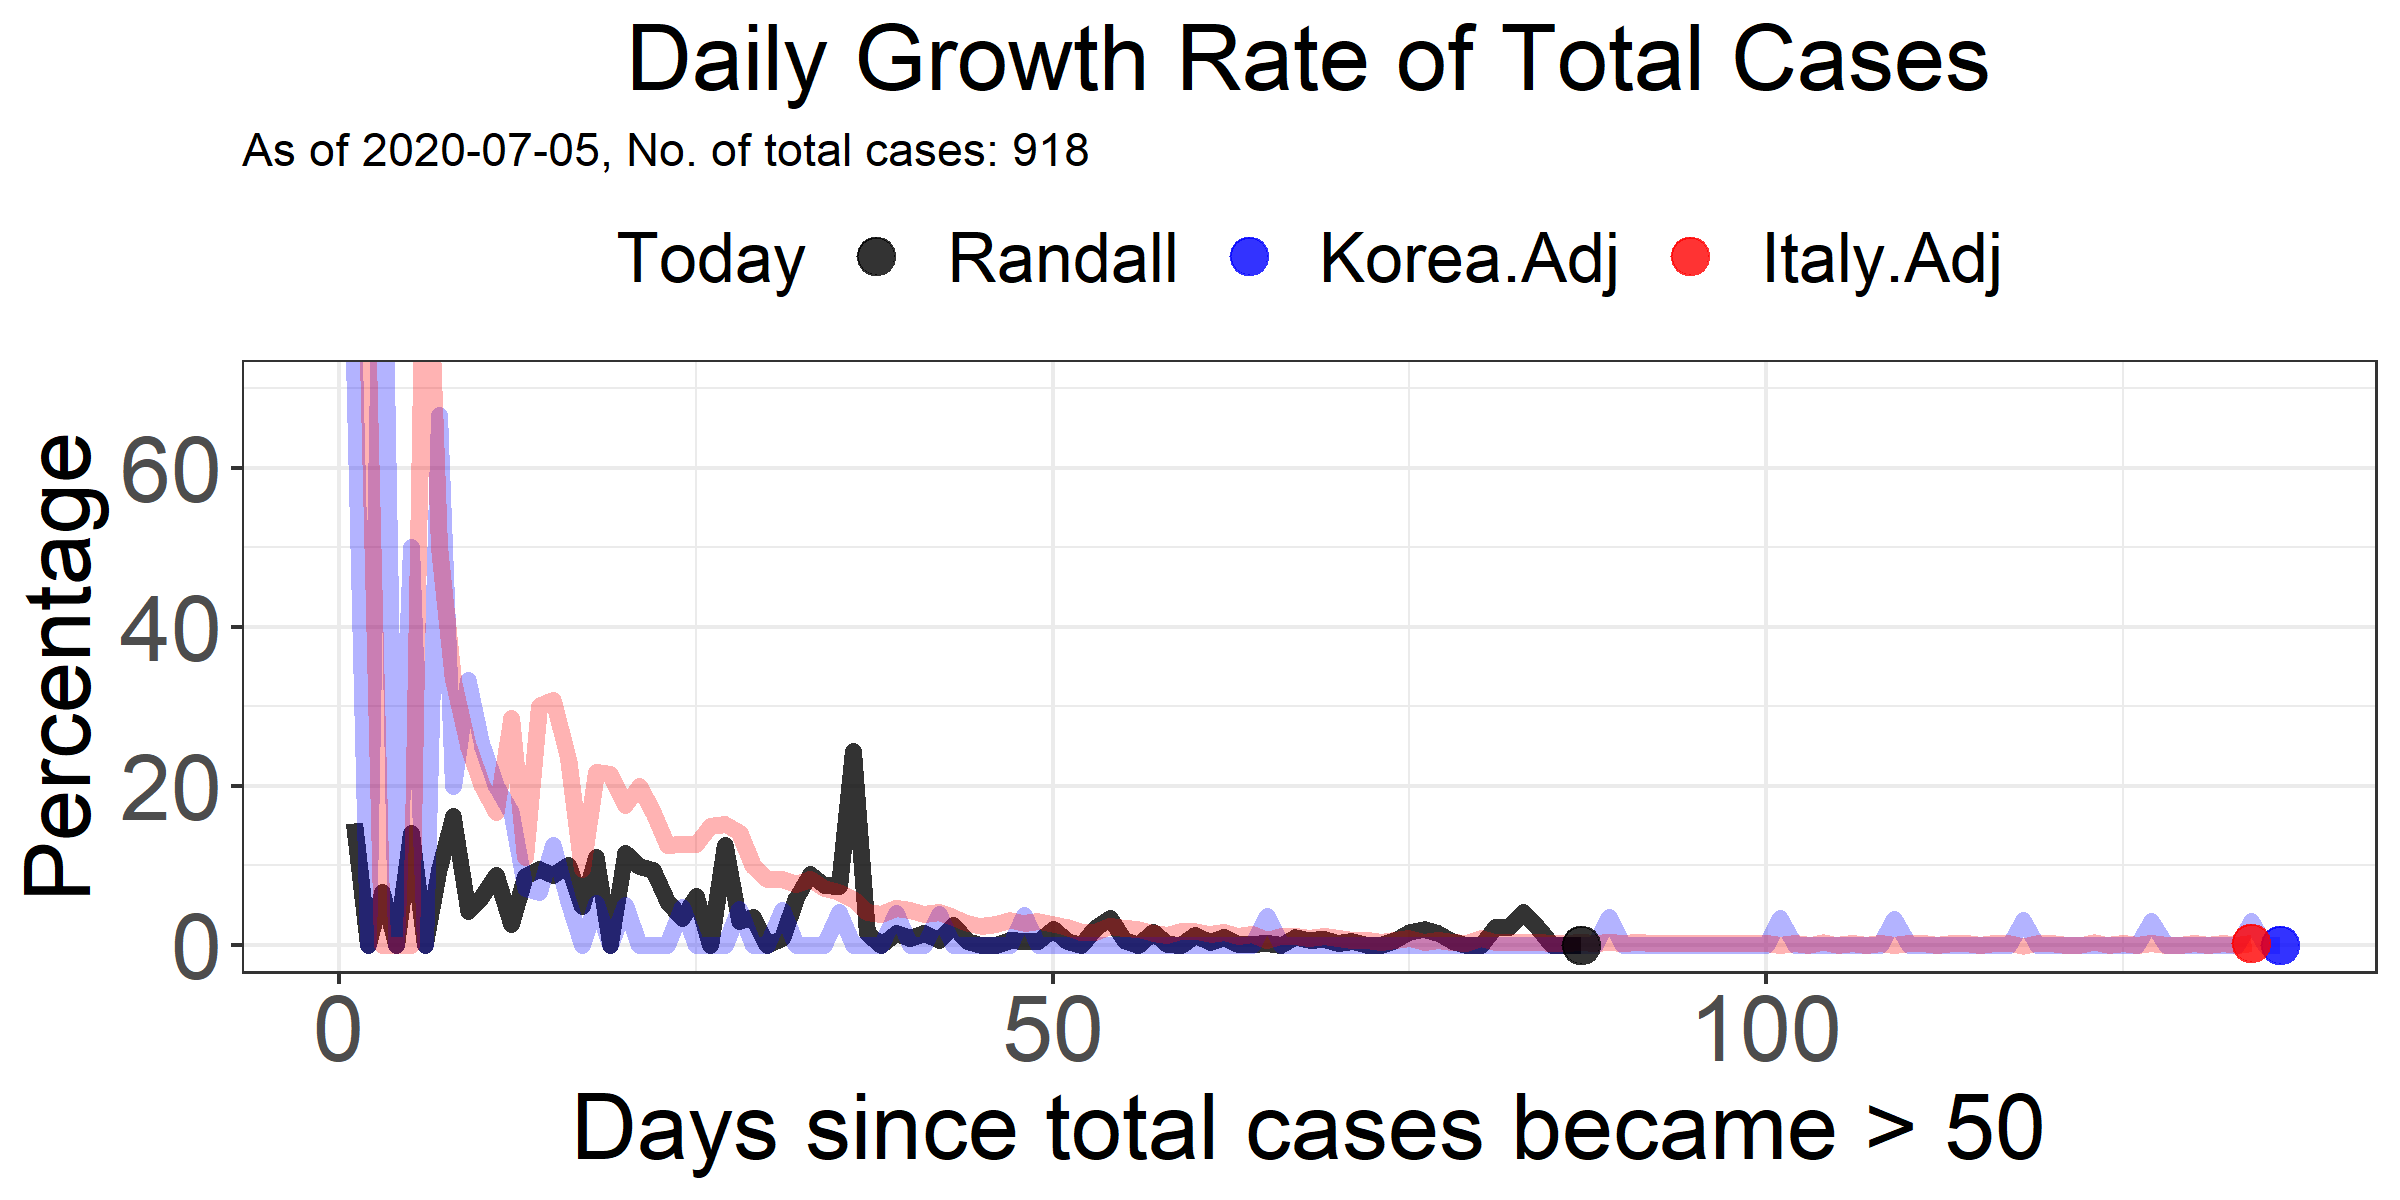 Daily Growth Rate of Total Cases
As of 2020-07-05, No. of total cases: 918
Today Randall Korea.Adj Italy.Adj
Percentage
60
40
20
0
0 50 100
Days since total cases became > 50